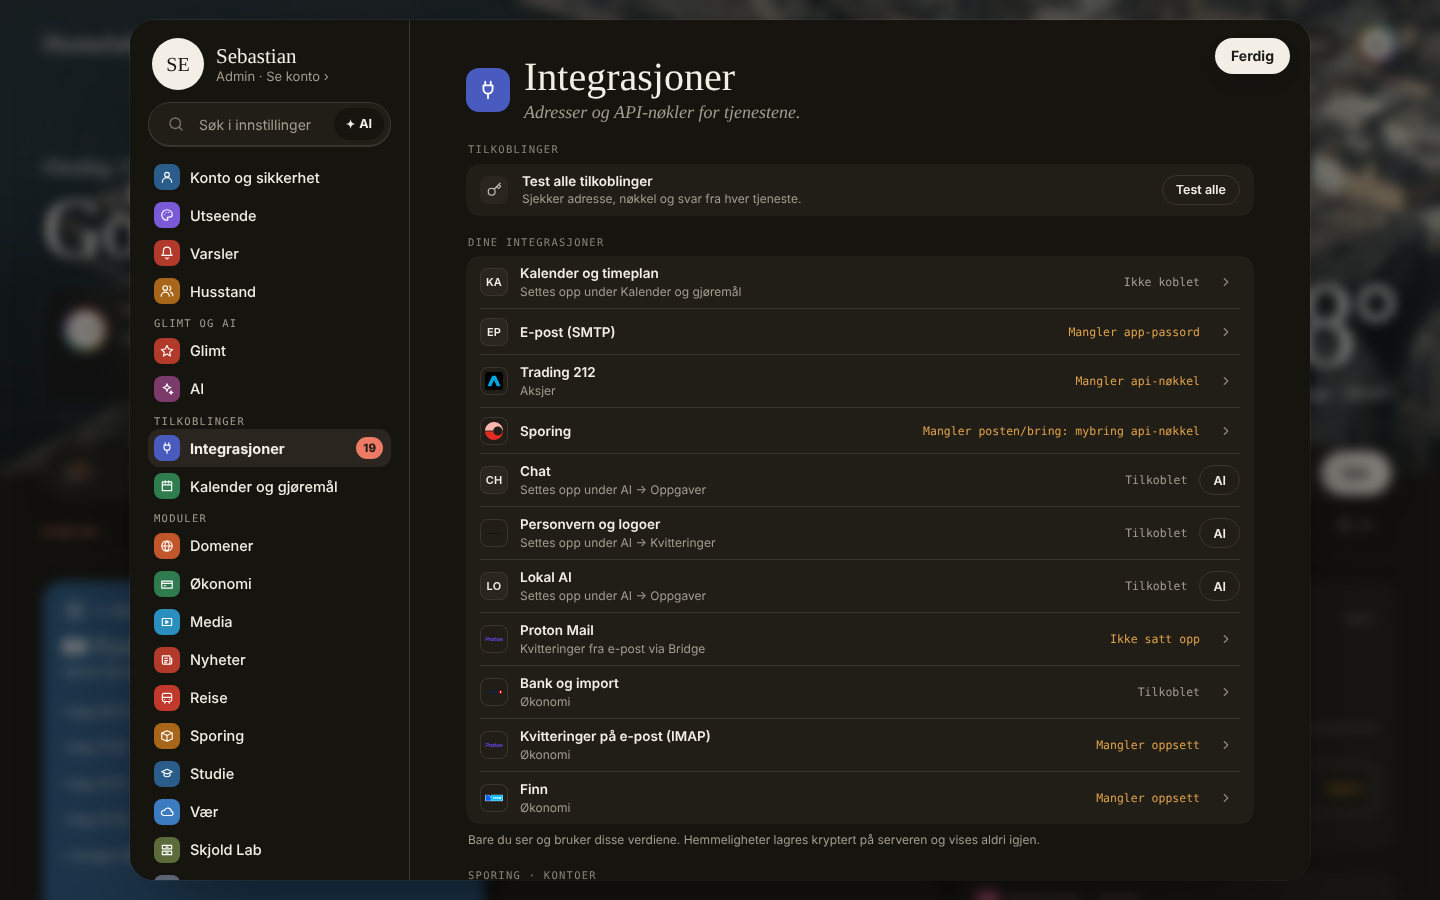 SE
Sebastian
Admin · Se konto ›
Søk i innstillinger
✦ AI
Konto og sikkerhet
Utseende
Varsler
Husstand
GLIMT OG AI
Glimt
AI
TILKOBLINGER
Integrasjoner
19
Kalender og gjøremål
MODULER
Domener
Økonomi
Media
Nyheter
Reise
Sporing
Studie
Vær
Skjold Lab
Ferdig
Integrasjoner
Adresser og API-nøkler for tjenestene.
TILKOBLINGER
Test alle tilkoblinger
Sjekker adresse, nøkkel og svar fra hver tjeneste.
Test alle
DINE INTEGRASJONER
KA
Kalender og timeplan
Settes opp under Kalender og gjøremål
Ikke koblet
EP
E-post (SMTP)
Mangler app-passord
Trading 212
Aksjer
Mangler api-nøkkel
Sporing
Mangler posten/bring: mybring api-nøkkel
CH
Chat
Settes opp under AI → Oppgaver
Tilkoblet
AI
Personvern og logoer
Settes opp under AI → Kvitteringer
Tilkoblet
AI
LO
Lokal AI
Settes opp under AI → Oppgaver
Tilkoblet
AI
Proton
Proton Mail
Kvitteringer fra e-post via Bridge
Ikke satt opp
Bank og import
Økonomi
Tilkoblet
Proton
Kvitteringer på e-post (IMAP)
Økonomi
Mangler oppsett
Finn
Økonomi
Mangler oppsett
Bare du ser og bruker disse verdiene. Hemmeligheter lagres kryptert på serveren og vises aldri igjen.
SPORING · KONTOER
8°